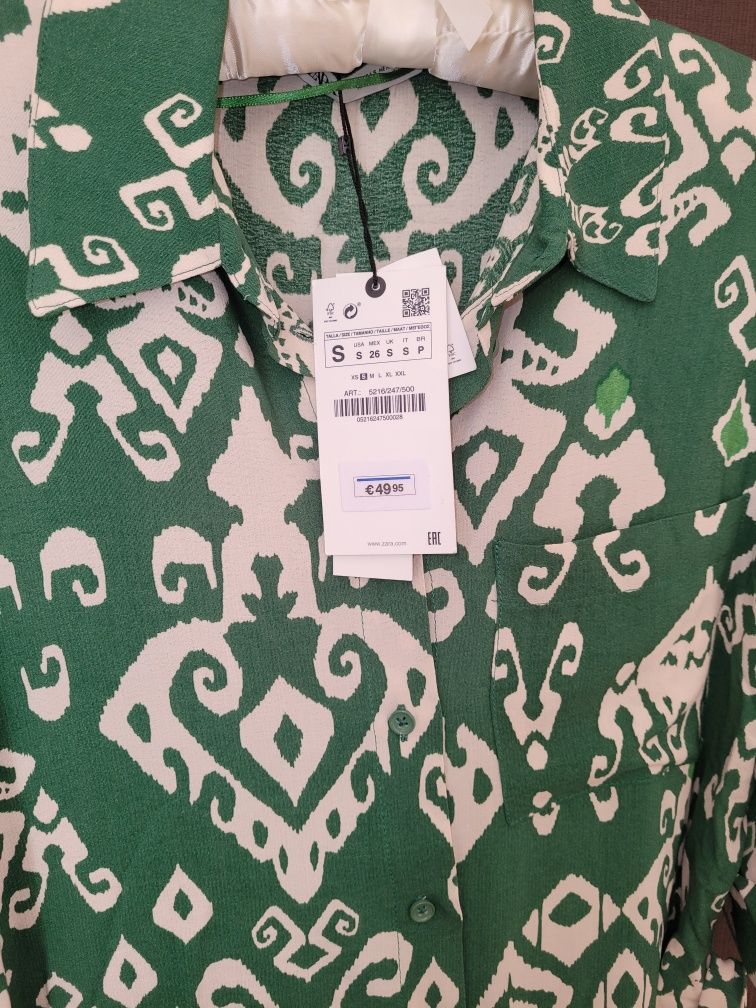 TALLA / SIZE / TAMANHO / TAILLE / MAAT / МЕГЕΘΟΣ
S USA S MEX 26 UK S IT S BR P
XS S M L XL XXL
ART.: 5216/247/500
05216247500028
€ 49 95
www.zara.com
EAC